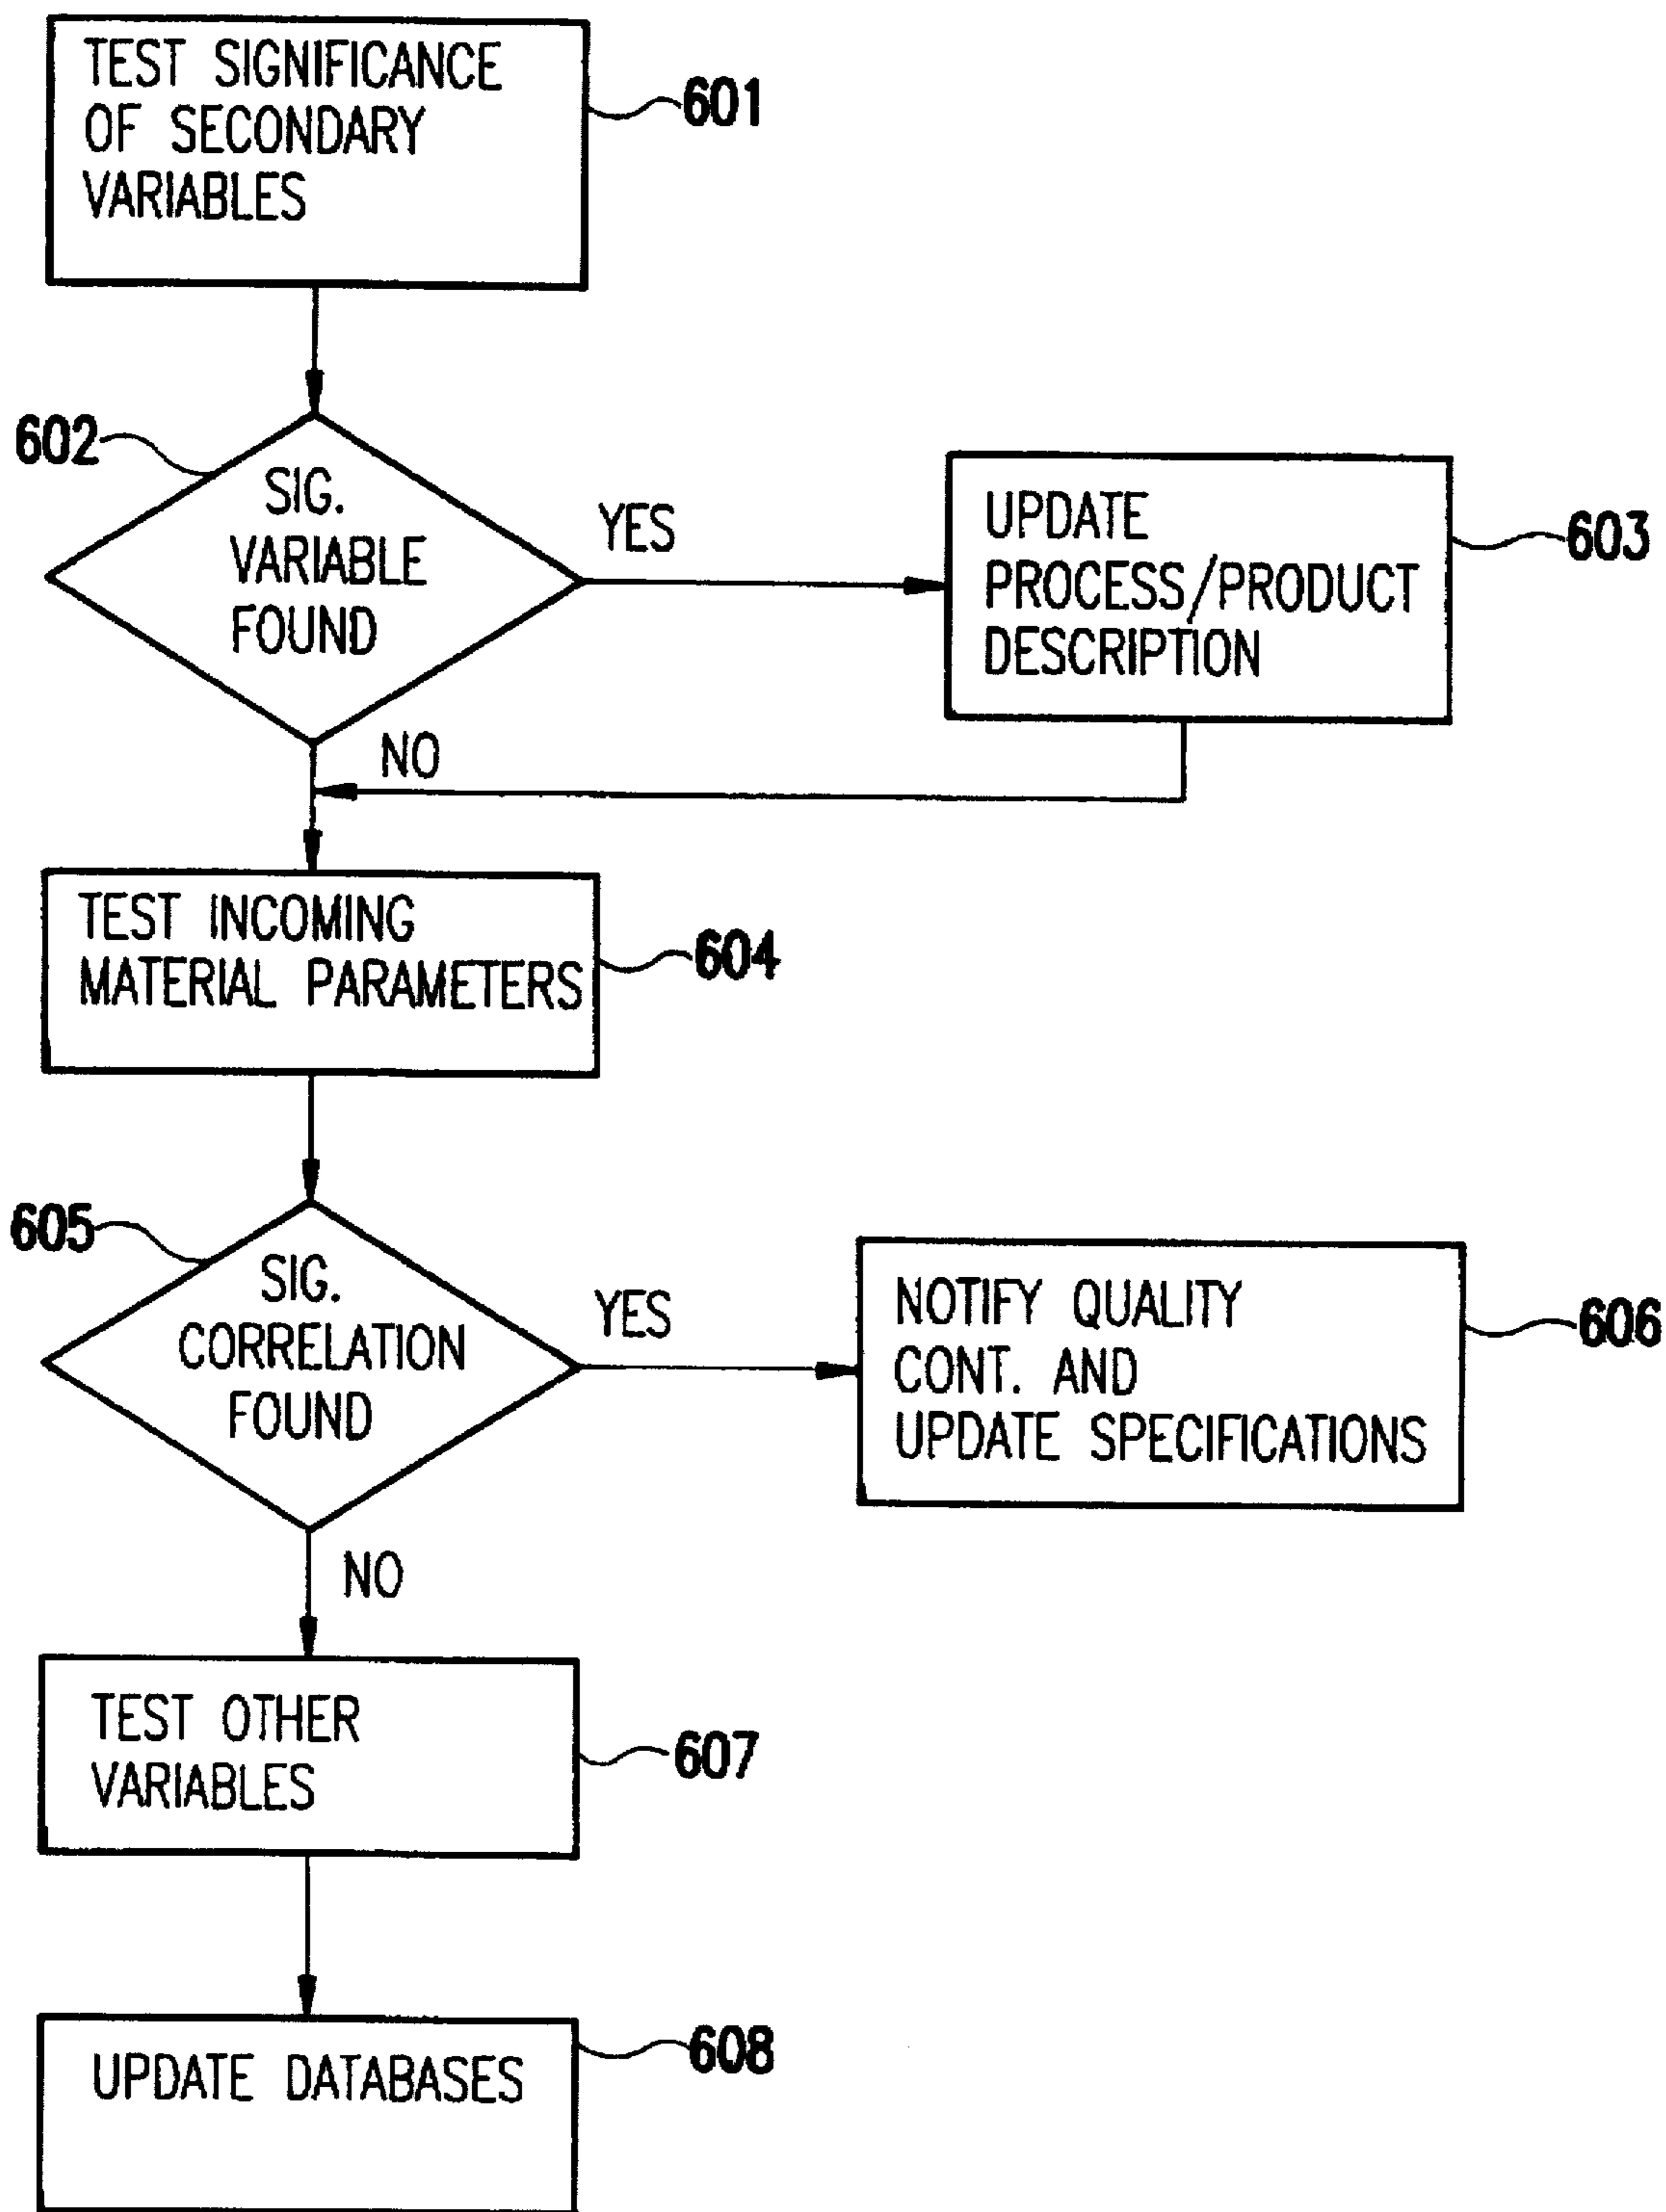 TEST SIGNIFICANCE
OF SECONDARY
VARIABLES
601
602
SIG.
VARIABLE
FOUND
YES
UPDATE
PROCESS/PRODUCT
DESCRIPTION
603
NO
TEST INCOMING
MATERIAL PARAMETERS
604
605
SIG.
CORRELATION
FOUND
YES
NOTIFY QUALITY
CONT. AND
UPDATE SPECIFICATIONS
606
NO
TEST OTHER
VARIABLES
607
UPDATE DATABASES
608